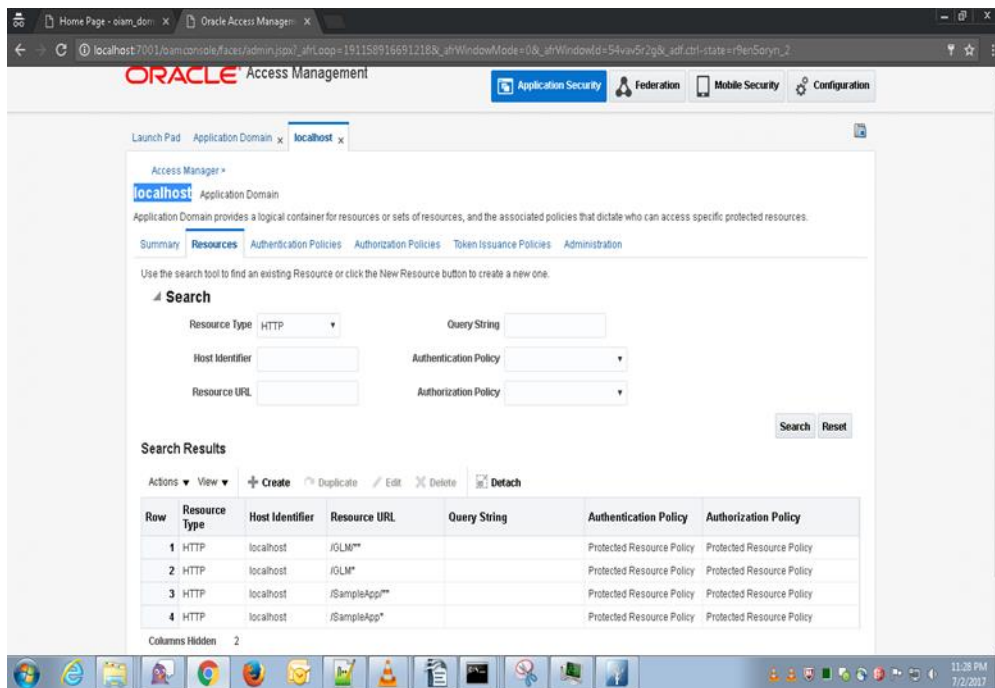 Home Page - oiam_dom x
Oracle Access Managem x
localhost:7001/oamconsole/faces/admin.jspx?_afrLoop=19115891669121&_afrWindowMode=0&_afrWindowId=54vav5r2g&_adf.ctrl-state=r9en5oryn_2
ORACLE® Access Management
Application Security Federation Mobile Security Configuration
Launch Pad Application Domain x localhost x
Access Manager >
localhost Application Domain
Application Domain provides a logical container for resources or sets of resources, and the associated policies that dictate who can access specific protected resources.
Summary Resources Authentication Policies Authorization Policies Token Issuance Policies Administration
Use the search tool to find an existing Resource or click the New Resource button to create a new one.
Search
Resource Type HTTP Query String
Host Identifier Authentication Policy
Resource URL Authorization Policy
Search Reset
Search Results
Actions View Create Duplicate Edit Delete Detach
Row Resource Type Host Identifier Resource URL Query String Authentication Policy Authorization Policy
1 HTTP localhost /GLM/** Protected Resource Policy Protected Resource Policy
2 HTTP localhost /GLM* Protected Resource Policy Protected Resource Policy
3 HTTP localhost /SampleApp/** Protected Resource Policy Protected Resource Policy
4 HTTP localhost /SampleApp* Protected Resource Policy Protected Resource Policy
Columns Hidden 2
11:28 PM
7/2/2017